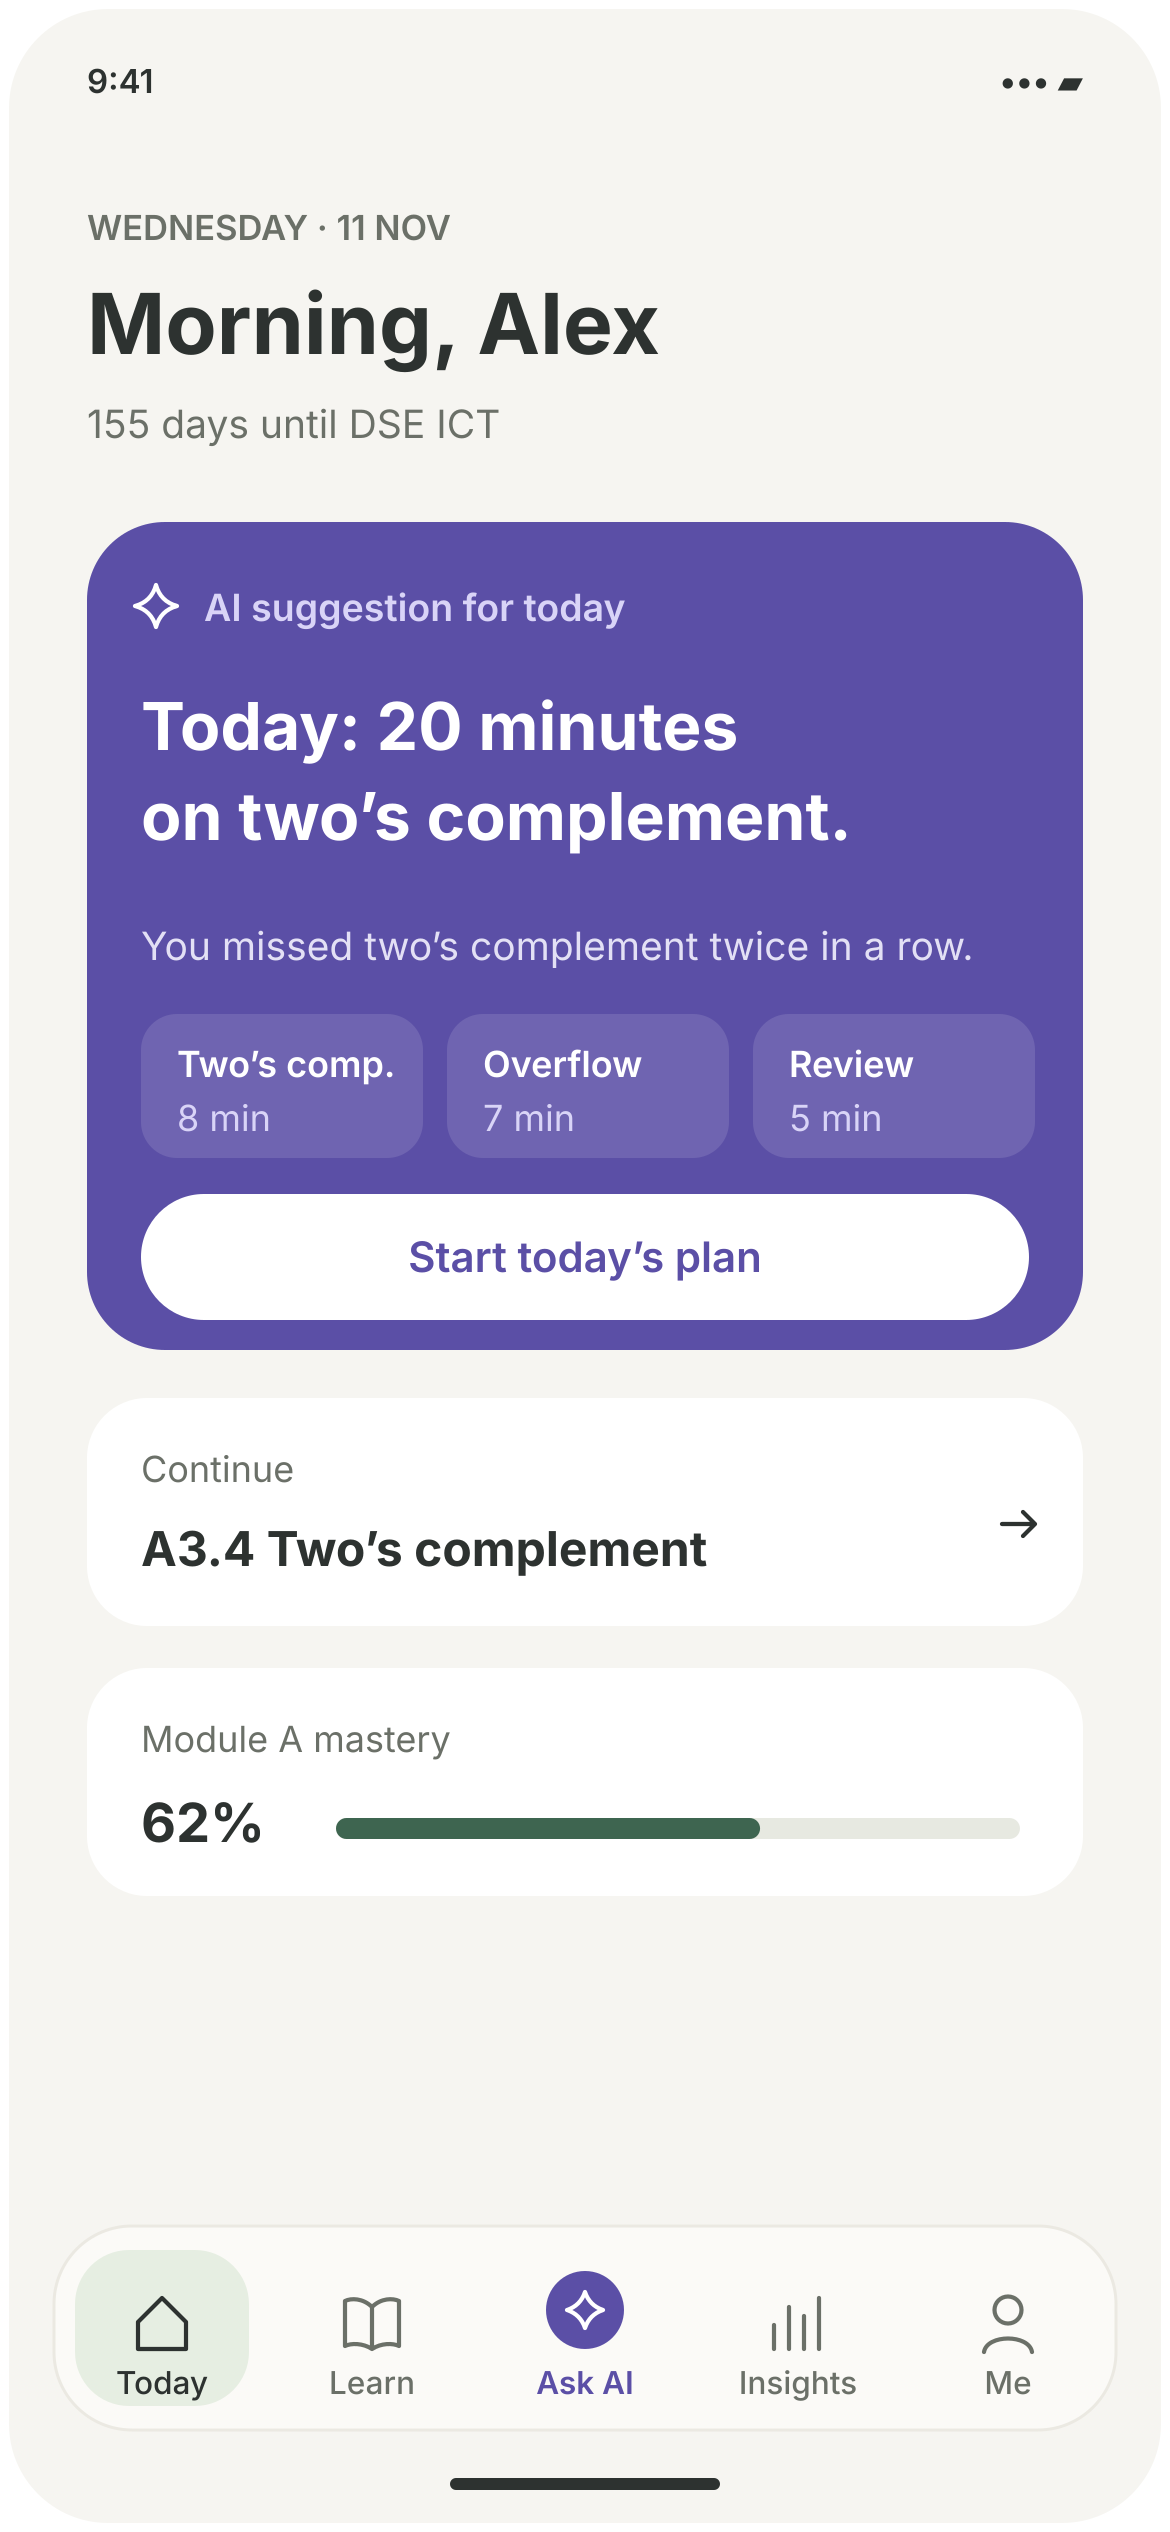 9:41
WEDNESDAY · 11 NOV
Morning, Alex
155 days until DSE ICT
AI suggestion for today
Today: 20 minutes
on two’s complement.
You missed two’s complement twice in a row.
Two’s comp.
8 min
Overflow
7 min
Review
5 min
Start today’s plan
Continue
A3.4 Two’s complement
Module A mastery
62%
Today
Learn
Ask AI
Insights
Me